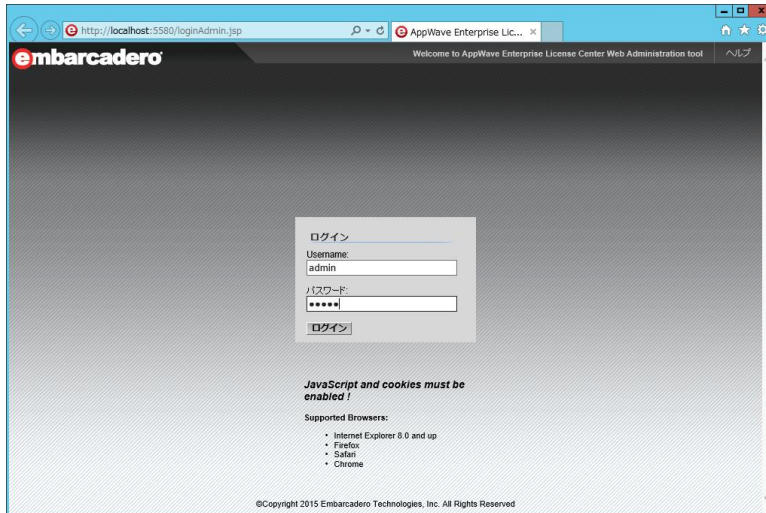 http://localhost:5580/loginAdmin.jsp
AppWave Enterprise Lic...
embarcadero
Welcome to AppWave Enterprise License Center Web Administration tool
ヘルプ
ログイン
Username:
admin
パスワード:
•••••
ログイン
JavaScript and cookies must be
enabled !
Supported Browsers:
• Internet Explorer 8.0 and up
• Firefox
• Safari
• Chrome
©Copyright 2015 Embarcadero Technologies, Inc. All Rights Reserved